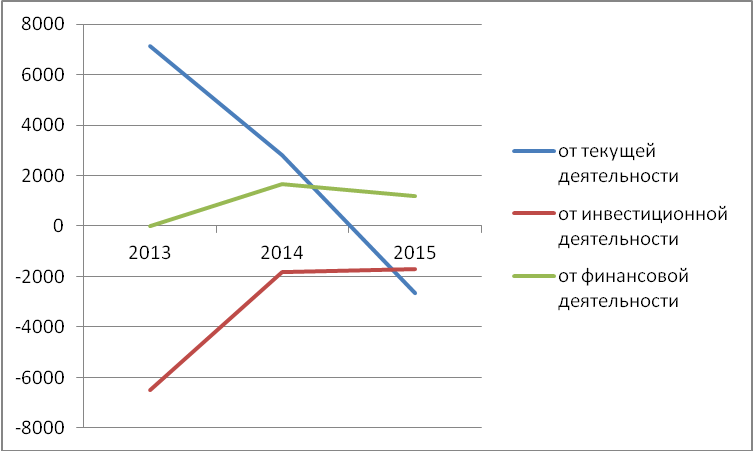 8000
6000
4000
2000
0
-2000
-4000
-6000
-8000
2013 2014 2015
от текущей
деятельности
от инвестиционной
деятельности
от финансовой
деятельности